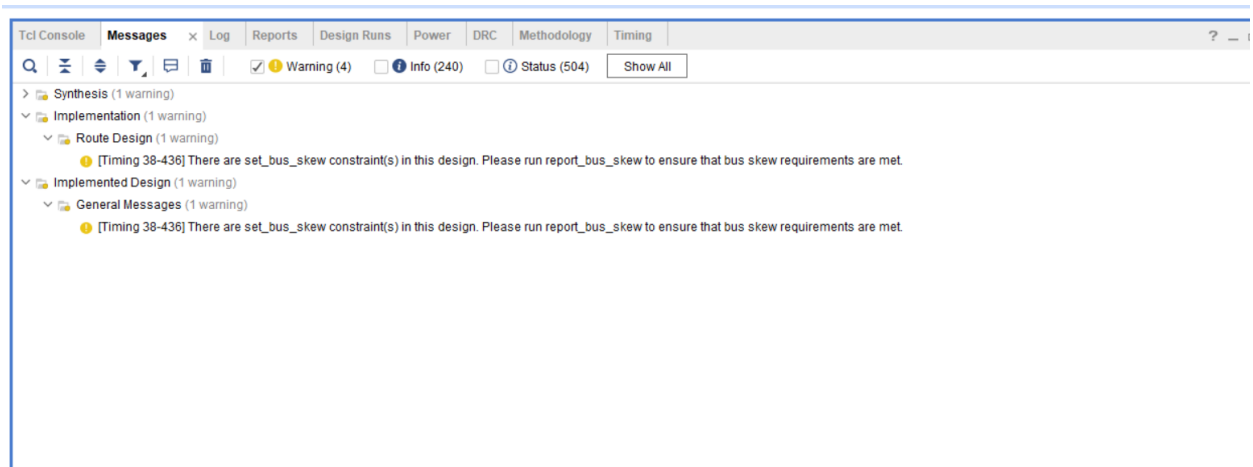 Tcl Console Messages × Log Reports Design Runs Power DRC Methodology Timing ? _
Warning (4) Info (240) Status (504) Show All
Synthesis (1 warning)
Implementation (1 warning)
Route Design (1 warning)
[Timing 38-436] There are set_bus_skew constraint(s) in this design. Please run report_bus_skew to ensure that bus skew requirements are met.
Implemented Design (1 warning)
General Messages (1 warning)
[Timing 38-436] There are set_bus_skew constraint(s) in this design. Please run report_bus_skew to ensure that bus skew requirements are met.